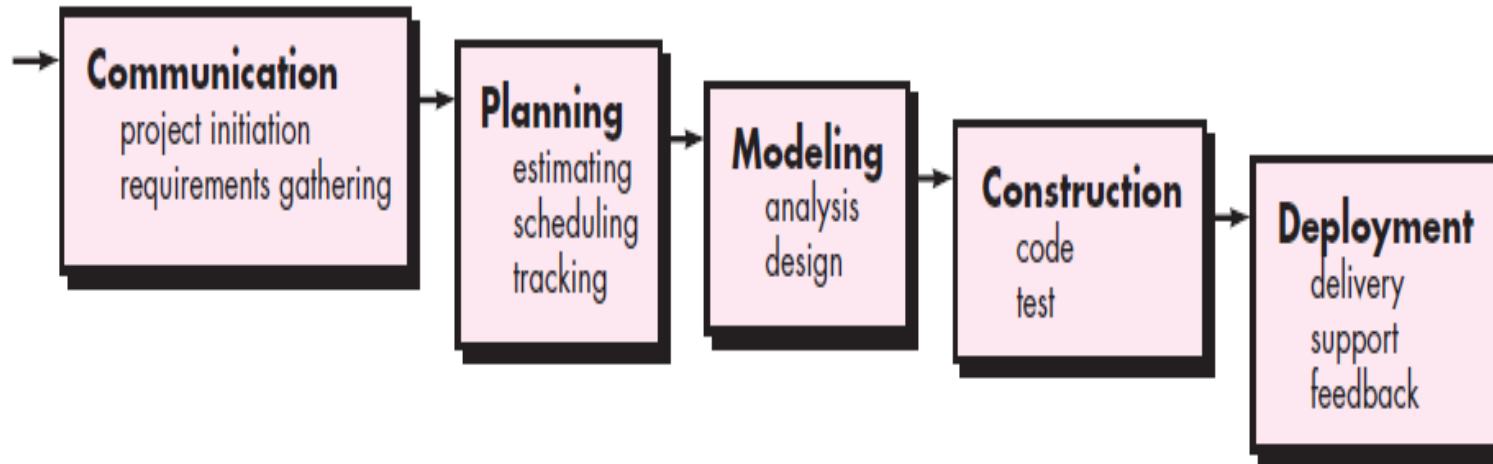 Communication
project initiation
requirements gathering
Planning
estimating
scheduling
tracking
Modeling
analysis
design
Construction
code
test
Deployment
delivery
support
feedback